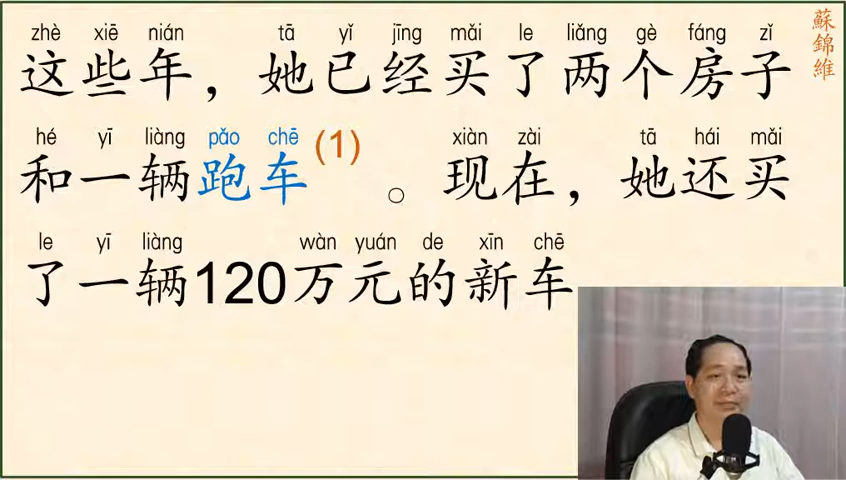 zhè xiē nián tā yǐ jīng mǎi le liǎng gè fáng zǐ
这些年，她已经买了两个房子
hé yī liàng pǎo chē xiàn zài tā hái mǎi
和一辆跑车(1)。现在，她还买
le yī liàng wàn yuán de xīn chē
了一辆120万元的新车
蘇錦維